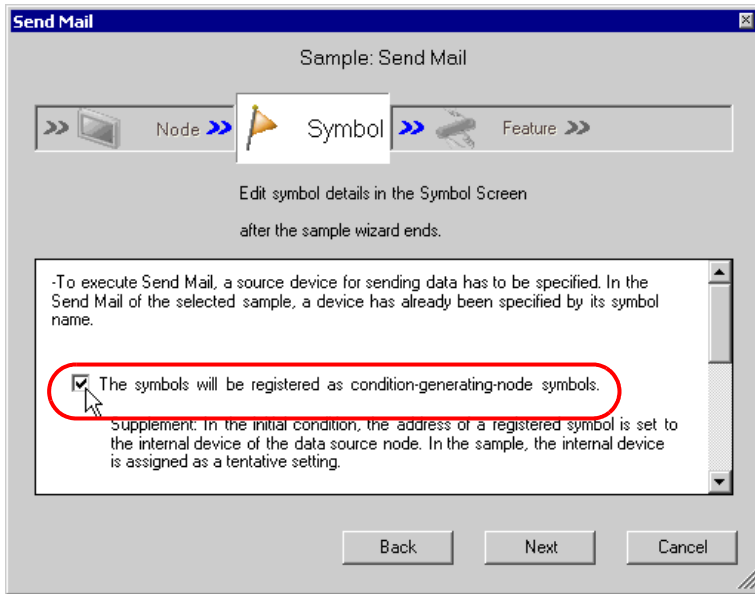 Send Mail
Sample: Send Mail
Node
Symbol
Feature
Edit symbol details in the Symbol Screen
after the sample wizard ends.
-To execute Send Mail, a source device for sending data has to be specified. In the
Send Mail of the selected sample, a device has already been specified by its symbol
name.
The symbols will be registered as condition-generating-node symbols.
Supplement: In the initial condition, the address of a registered symbol is set to
the internal device of the data source node. In the sample, the internal device
is assigned as a tentative setting.
Back
Next
Cancel